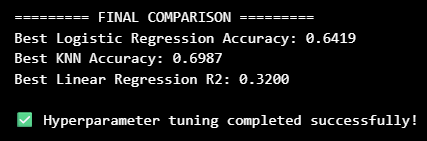 ========= FINAL COMPARISON =========
Best Logistic Regression Accuracy: 0.6419
Best KNN Accuracy: 0.6987
Best Linear Regression R2: 0.3200
✅ Hyperparameter tuning completed successfully!